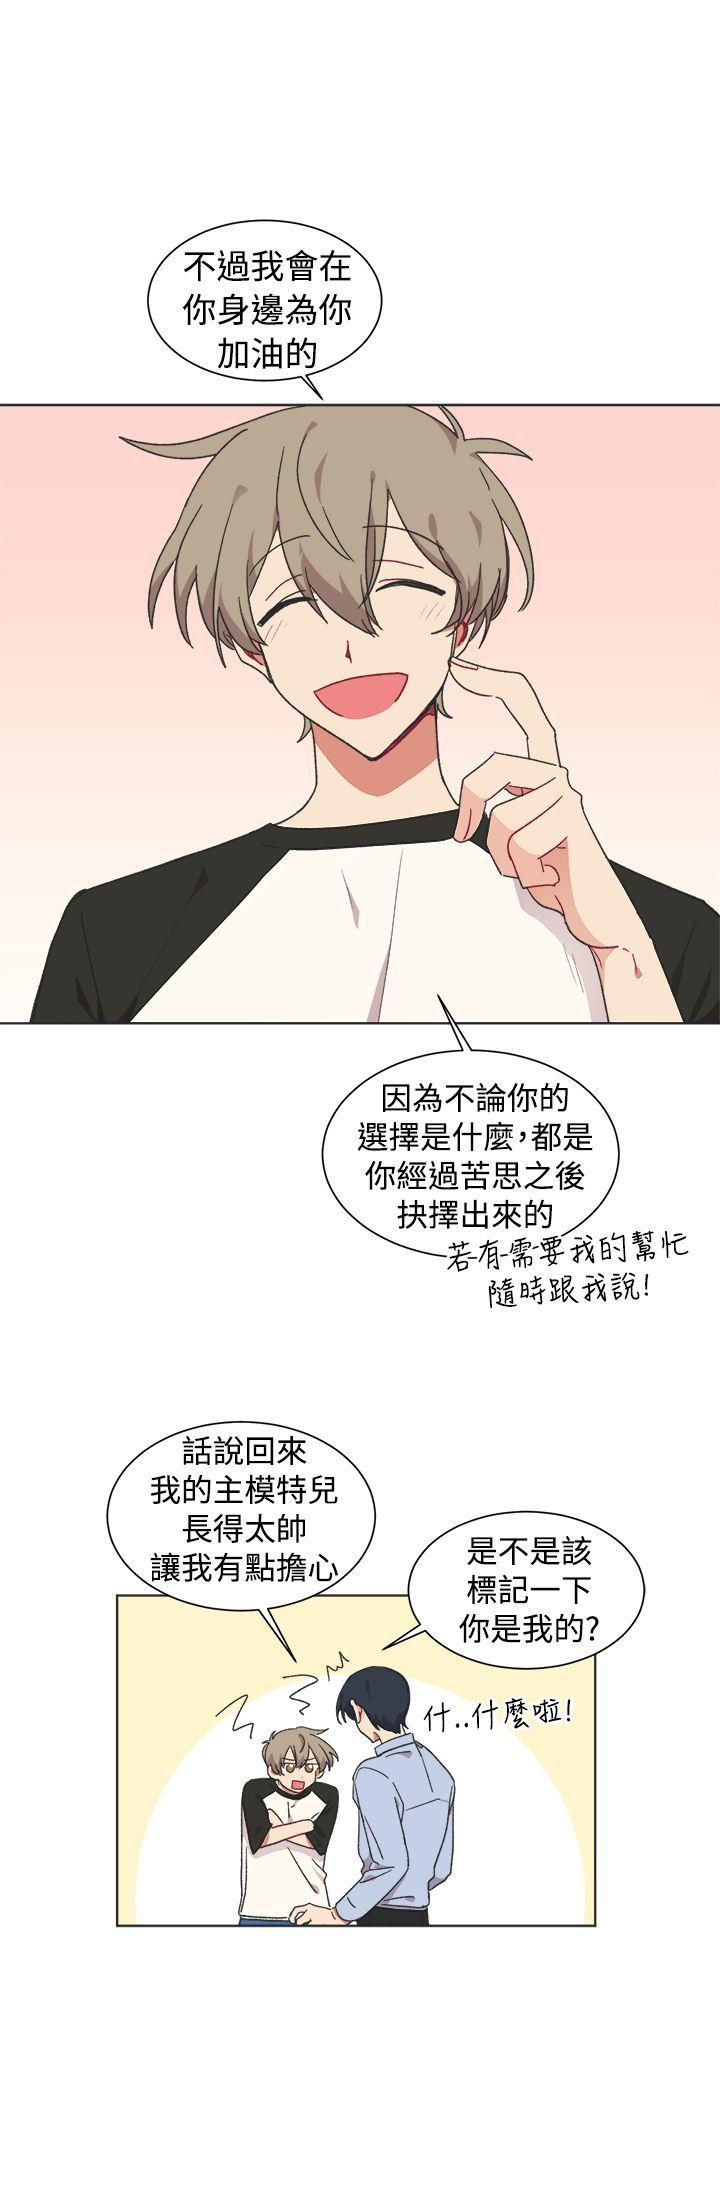 不過我會在
你身邊為你
加油的
因為不論你的
選擇是什麼，都是
你經過苦思之後
抉擇出來的
若有需要我的幫忙
隨時跟我說!
話說回來
我的主模特兒
長得太帥
讓我有點擔心
是不是該
標記一下
你是我的?
什..什麼啦!